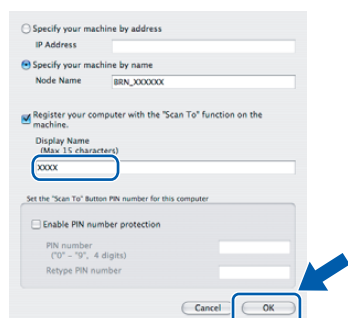 Specify your machine by address
IP Address
Specify your machine by name
Node Name BRN_XXXXXX
Register your computer with the "Scan To" function on the
machine.
Display Name
(Max 15 characters)
XXXX
Set the "Scan To" Button PIN number for this computer
Enable PIN number protection
PIN number
("0" - "9", 4 digits)
Retype PIN number
Cancel OK